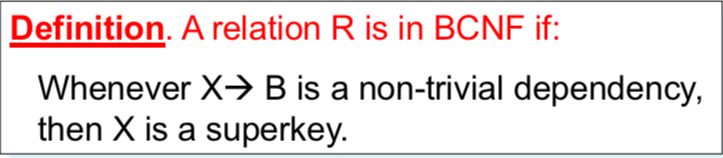 Definition. A relation R is in BCNF if:
Whenever X→ B is a non-trivial dependency,
then X is a superkey.